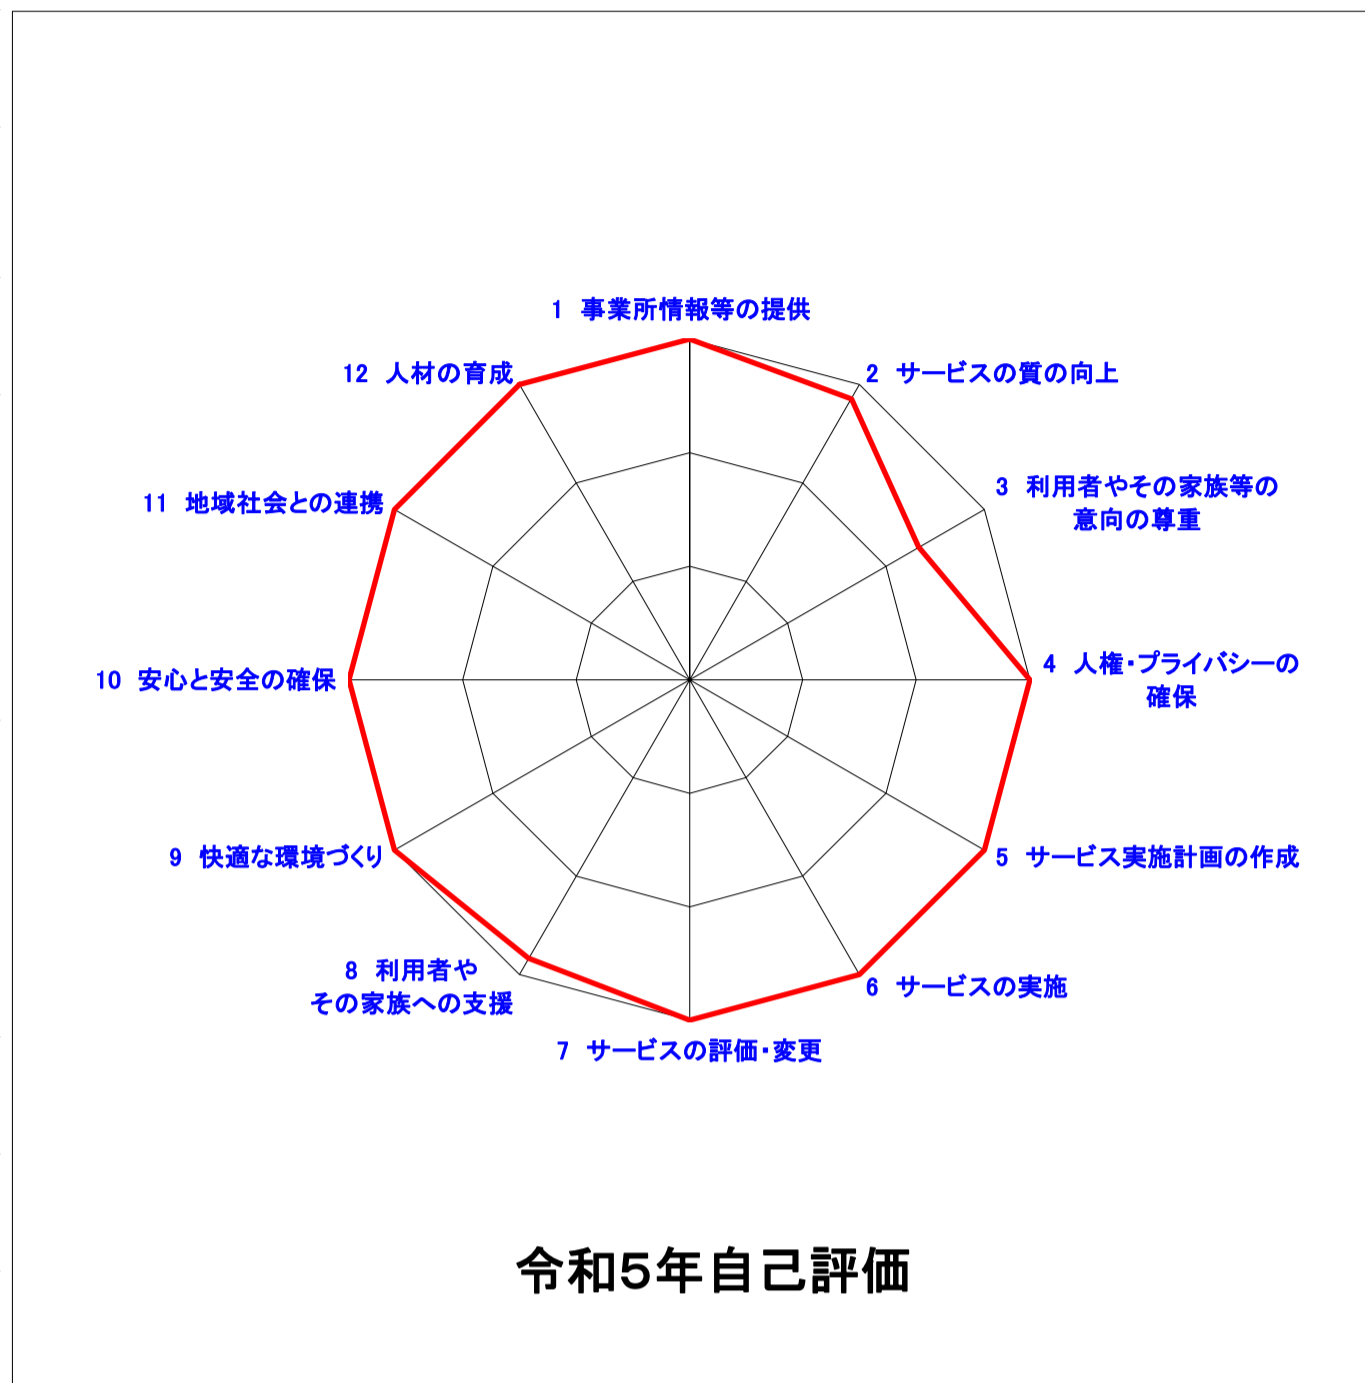 1 事業所情報等の提供
2 サービスの質の向上
3 利用者やその家族等の
意向の尊重
4 人権・プライバシーの
確保
5 サービス実施計画の作成
6 サービスの実施
7 サービスの評価・変更
8 利用者や
その家族への支援
9 快適な環境づくり
10 安心と安全の確保
11 地域社会との連携
12 人材の育成
令和5年自己評価